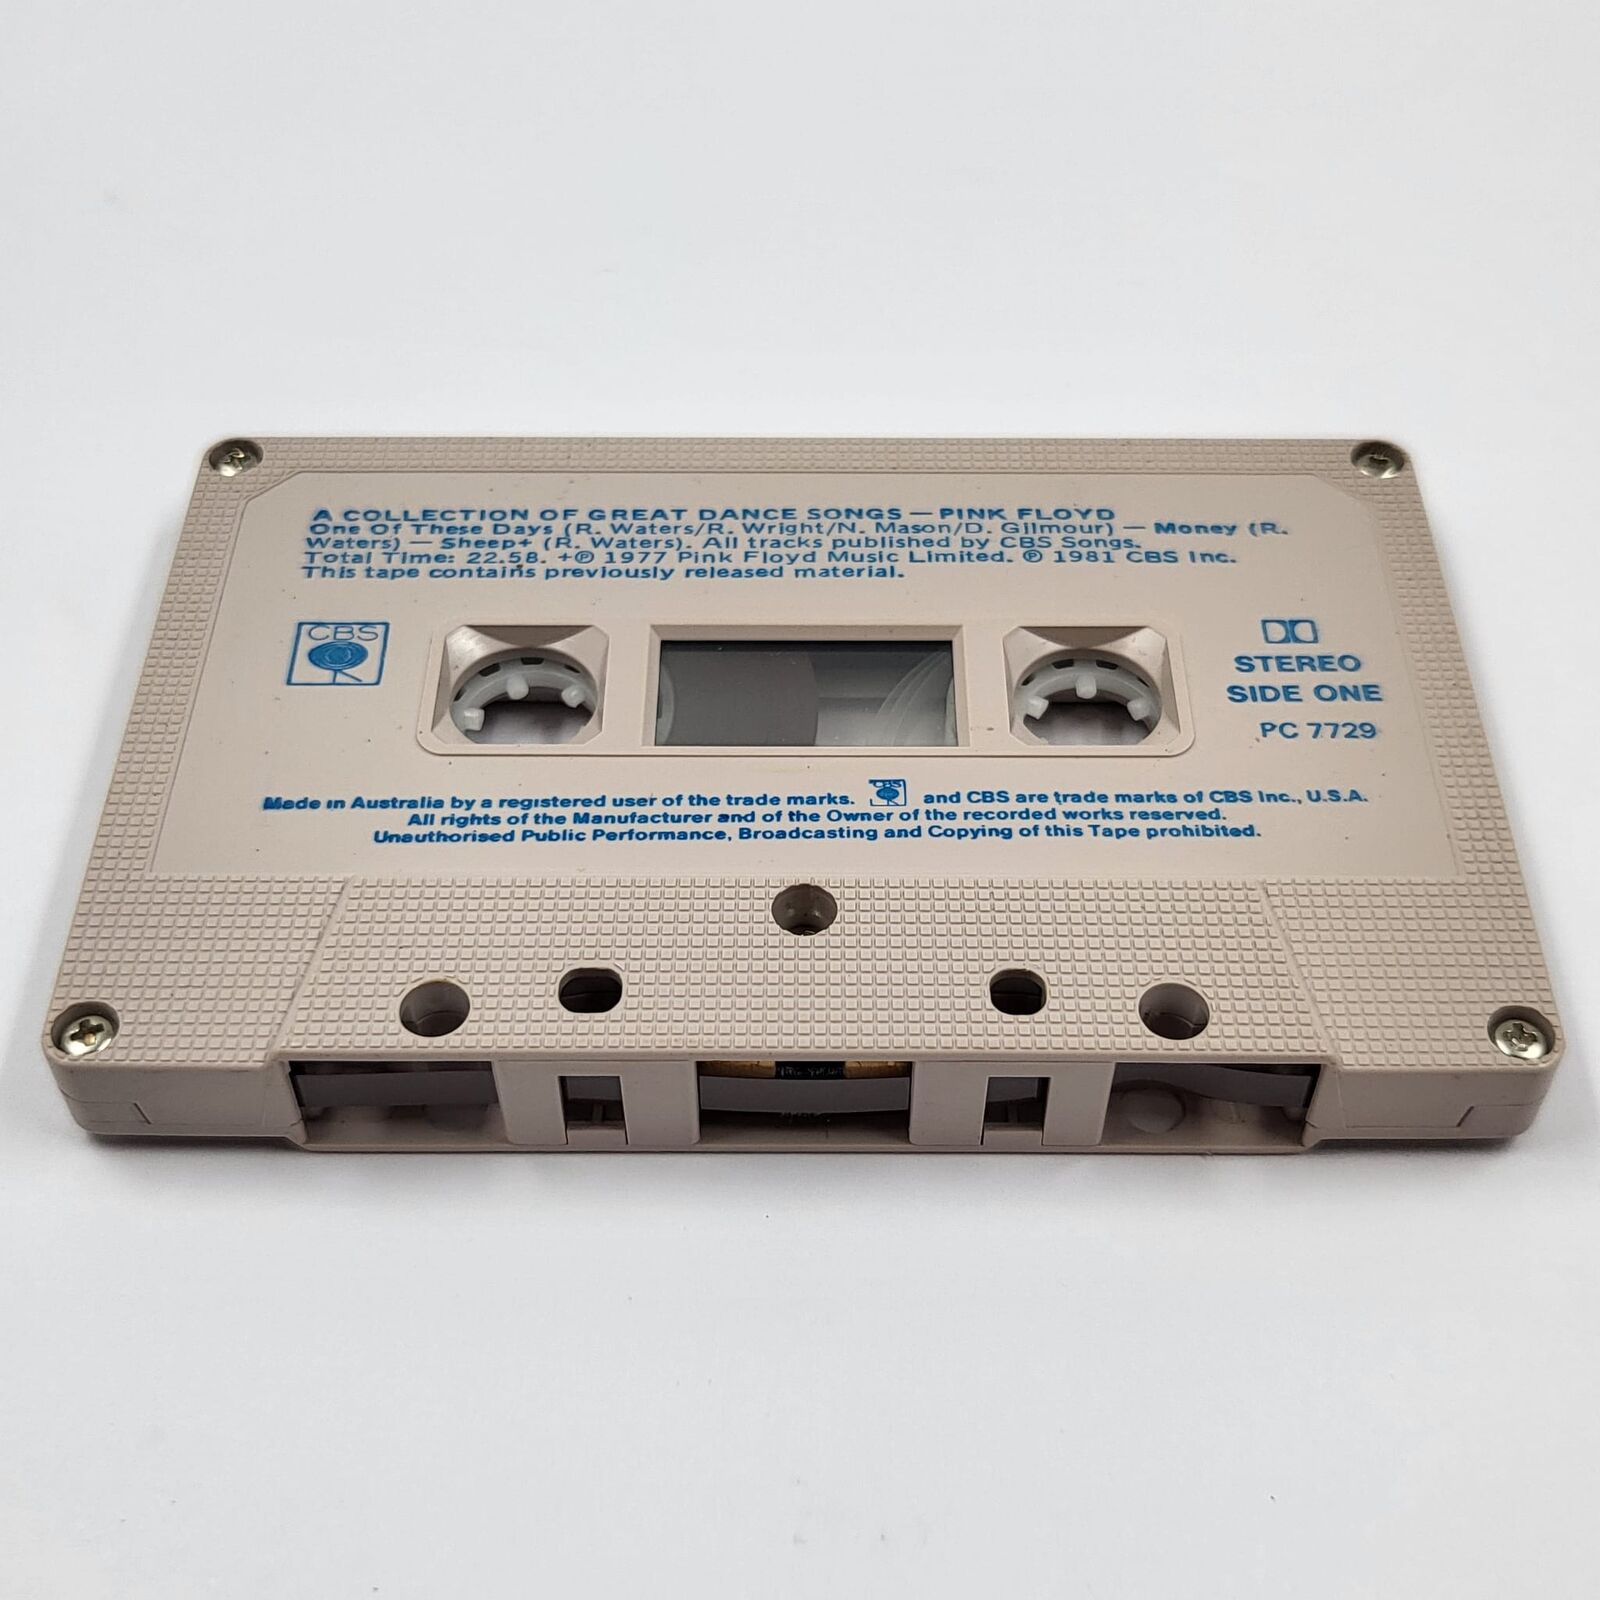 A COLLECTION OF GREAT DANCE SONGS — PINK FLOYD
One Of These Days (R. Waters/R. Wright/N. Mason/D. Gilmour) — Money (R.
Waters) — Sheep+ (R. Waters). All tracks published by CBS Songs.
Total Time: 22.58. +℗ 1977 Pink Floyd Music Limited. ℗ 1981 CBS Inc.
This tape contains previously released material.
CBS
STEREO
SIDE ONE
PC 7729
Made in Australia by a registered user of the trade marks. CBS and CBS are trade marks of CBS Inc., U.S.A.
All rights of the Manufacturer and of the Owner of the recorded works reserved.
Unauthorised Public Performance, Broadcasting and Copying of this Tape prohibited.